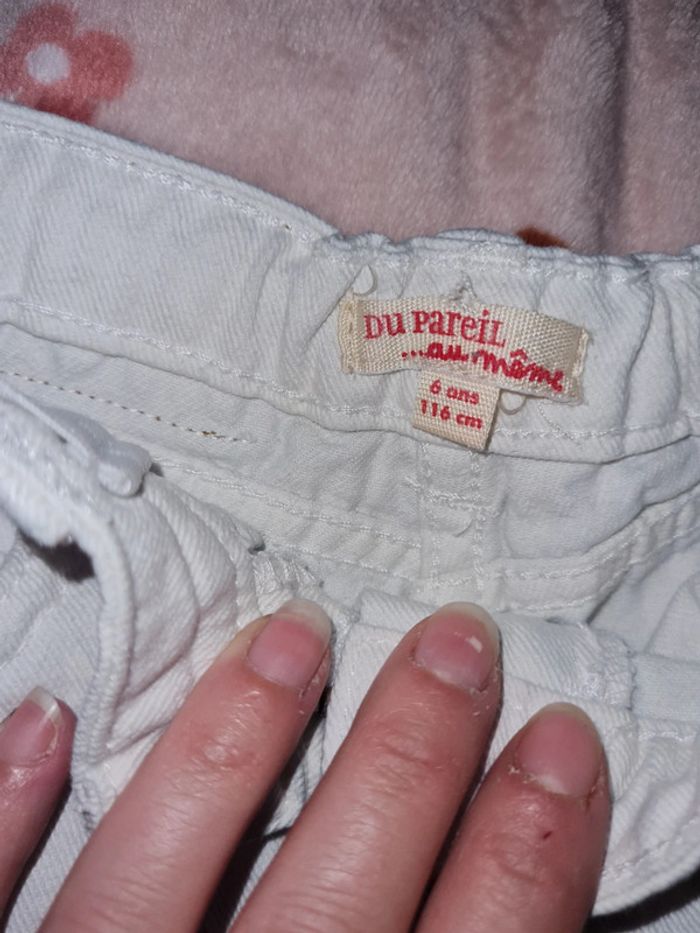 Du Pareil
...au même
6 ans
116 cm